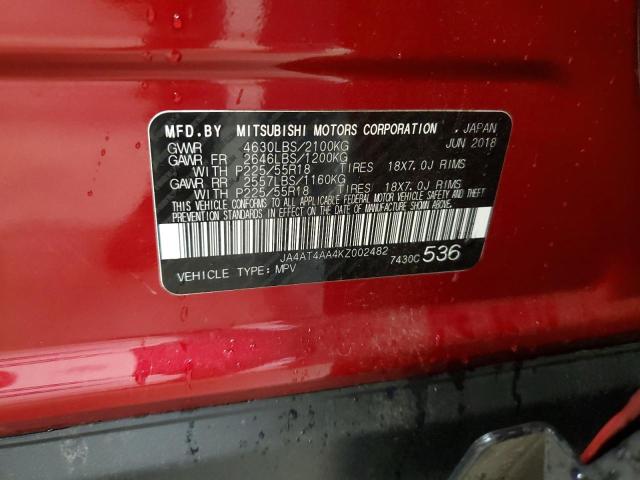 MFD.BY MITSUBISHI MOTORS CORPORATION . JAPAN
GVWR 4630LBS/2100KG JUN 2018
GAWR FR 2646LBS/1200KG
WITH P225/55R18 TIRES 18X7.0J RIMS
GAWR RR 2557LBS/1160KG
WITH P225/55R18 TIRES 18X7.0J RIMS
THIS VEHICLE CONFORMS TO ALL APPLICABLE FEDERAL MOTOR VEHICLE SAFETY AND THEFT
PREVENTION STANDARDS IN EFFECT ON THE DATE OF MANUFACTURE SHOWN ABOVE.
JA4AT4AA4KZ002482 7430C 536
VEHICLE TYPE: MPV